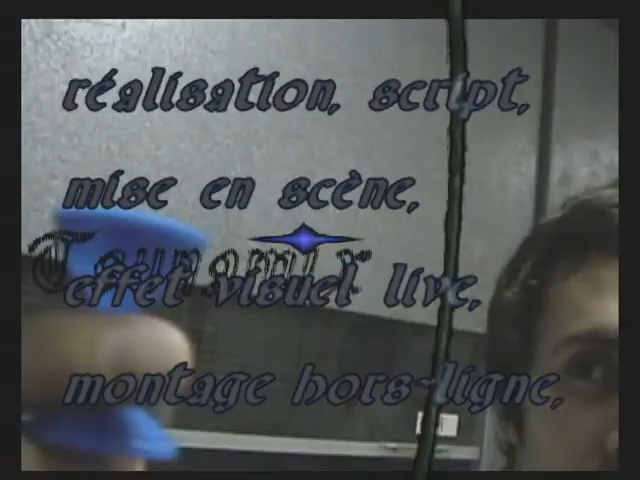 réalisation, script,
mise en scène,
effet visuel live,
montage hors-ligne,